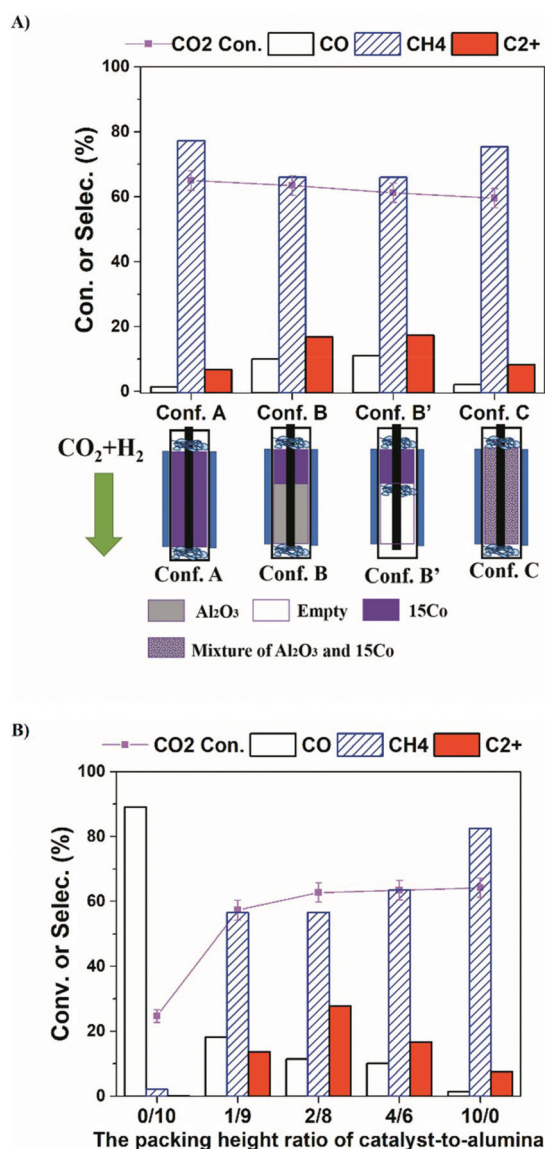 A)
CO2 Con. CO CH4 C2+
Con. or Selec. (%)
100
80
60
40
20
0
Conf. A Conf. B Conf. B’ Conf. C
CO₂+H₂
Conf. A Conf. B Conf. B’ Conf. C
Al₂O₃ Empty 15Co
Mixture of Al₂O₃ and 15Co
B)
CO2 Con. CO CH4 C2+
Conv. or Selec. (%)
100
80
60
40
20
0
0/10 1/9 2/8 4/6 10/0
The packing height ratio of catalyst-to-alumina